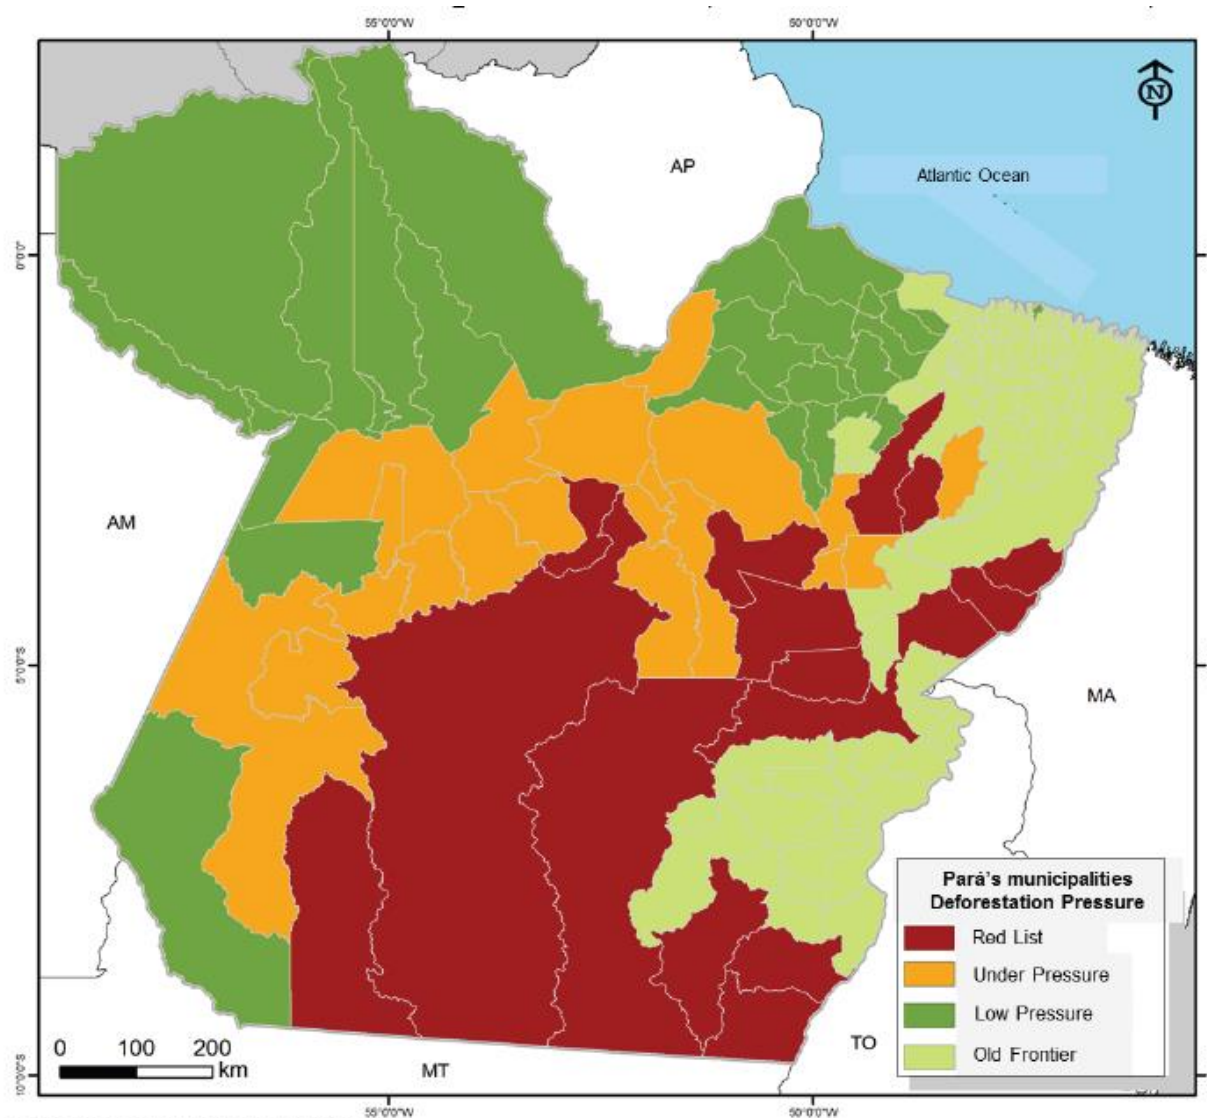 55°0'0"W
50°0'0"W
N
AP
Atlantic Ocean
0°0'0"
AM
5°0'0"S
MA
Pará's municipalities
Deforestation Pressure
Red List
Under Pressure
Low Pressure
Old Frontier
TO
0 100 200
km
MT
10°0'0"S
55°0'0"W
50°0'0"W